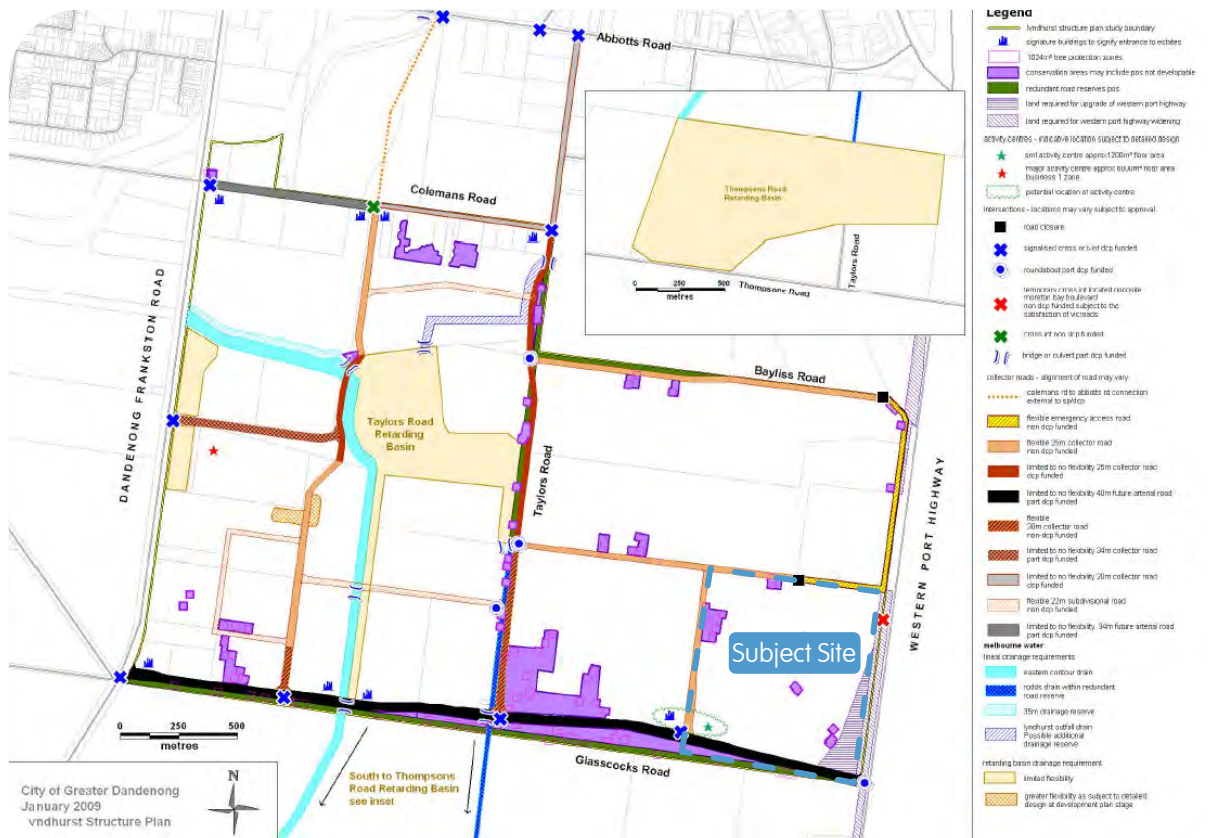 Abbotts Road
Colemans Road
DANDENONG FRANKSTON ROAD
Taylors Road
Retarding
Basin
Taylors Road
Bayliss Road
WESTERN PORT HIGHWAY
Subject Site
Glasscocks Road
0 250 500
metres
South to Thompsons
Road Retarding Basin
see inset
N
City of Greater Dandenong
January 2009
yndhurst Structure Plan
Thompsons Road
Retarding Basin
Taylors Road
Thompsons Road
0 250 500
metres
Legend
lyndhurst structure plan study boundary
signature buildings to signify entrance to estates
1024m² bee protection zones
conservation areas may include pos not developable
redundant road reserves pos
land required for upgrade of western port highway
land required for western port highway widening
activity centres - indicative location subject to detailed design
sml activity centre approx1200m² floor area
major activity centre approx 6000m² floor area
business 1 zone
potential location of activity centre
intersections - locations may vary subject to approval
road closure
signalised cross or t-int dcp funded
roundabout part dcp funded
temporary cross int located opposite
moreton bay boulevard
non dcp funded subject to the
satisfaction of vicroads
cross int non dcp funded
bridge or culvert part dcp funded
collector roads - alignment of road may vary
colemans rd to abbotts rd connection
external to sp/dcp
flexible emergency access road
non dcp funded
flexible 25m collector road
non dcp funded
limited to no flexibility 25m collector road
dcp funded
limited to no flexibility 40m future arterial road
part dcp funded
flexible
30m collector road
non-dcp funded
limited to no flexibility 34m collector road
part dcp funded
limited to no flexibility 20m collector road
dcp funded
flexible 22m subdivisional road
non dcp funded
limited to no flexibility 34m future arterial road
part dcp funded
melbourne water
lineal drainage requirements
eastern contour drain
rodds drain within redundant
road reserve
35m drainage reserve
lyndhurst outfall drain
Possible additional
drainage reserve
retarding basin drainage requirement
limited flexibility
greater flexibility as subject to detailed
design at development plan stage